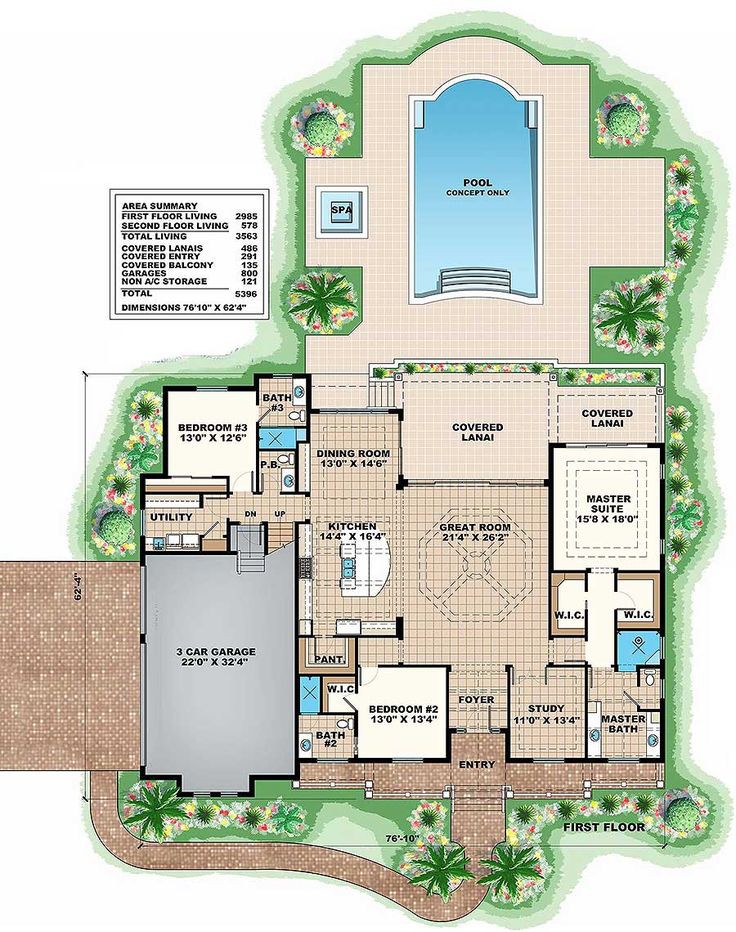 POOL
CONCEPT ONLY
SPA
AREA SUMMARY
FIRST FLOOR LIVING 2985
SECOND FLOOR LIVING 578
TOTAL LIVING 3563
COVERED LANAIS 486
COVERED ENTRY 291
COVERED BALCONY 135
GARAGES 800
NON A/C STORAGE 121
TOTAL 5396
DIMENSIONS 76'10" X 62'4"
BATH
#3
BEDROOM #3
13'0" X 12'6"
COVERED
LANAI
COVERED
LANAI
P.B.
DINING ROOM
13'0" X 14'6"
UTILITY
DN UP
KITCHEN
14'4" X 16'4"
GREAT ROOM
21'4" X 26'2"
MASTER
SUITE
15'8 X 18'0"
62'-4"
W.I.C.
W.I.C.
3 CAR GARAGE
22'0" X 32'4"
PANT.
W.I.C.
BEDROOM #2
13'0" X 13'4"
FOYER
STUDY
11'0" X 13'4"
BATH
#2
MASTER
BATH
ENTRY
FIRST FLOOR
76'-10"